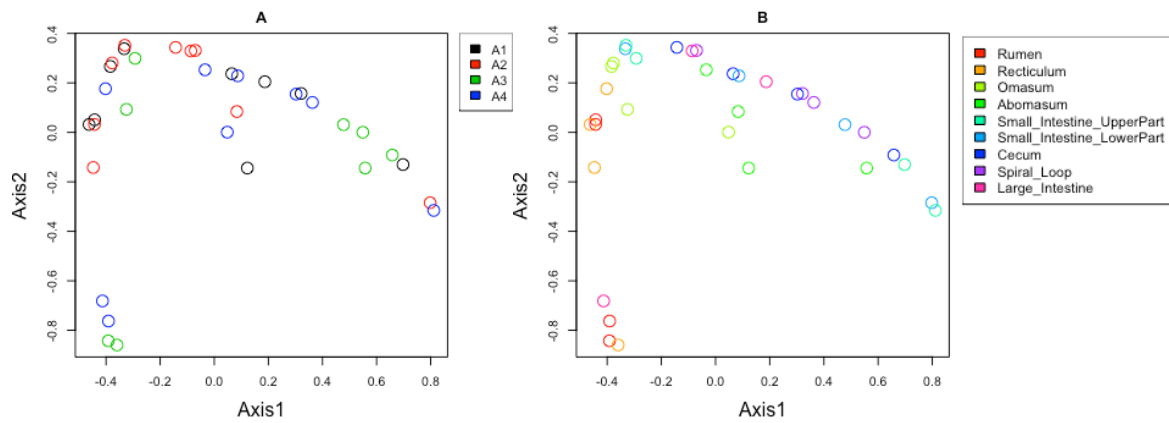 A
B
0.4
0.2
0.0
-0.2
-0.4
-0.6
-0.8
Axis2
-0.4
-0.2
0.0
0.2
0.4
0.6
0.8
Axis1
A1
A2
A3
A4
0.4
0.2
0.0
-0.2
-0.4
-0.6
-0.8
Axis2
-0.4
-0.2
0.0
0.2
0.4
0.6
0.8
Axis1
Rumen
Recticulum
Omasum
Abomasum
Small_Intestine_UpperPart
Small_Intestine_LowerPart
Cecum
Spiral_Loop
Large_Intestine